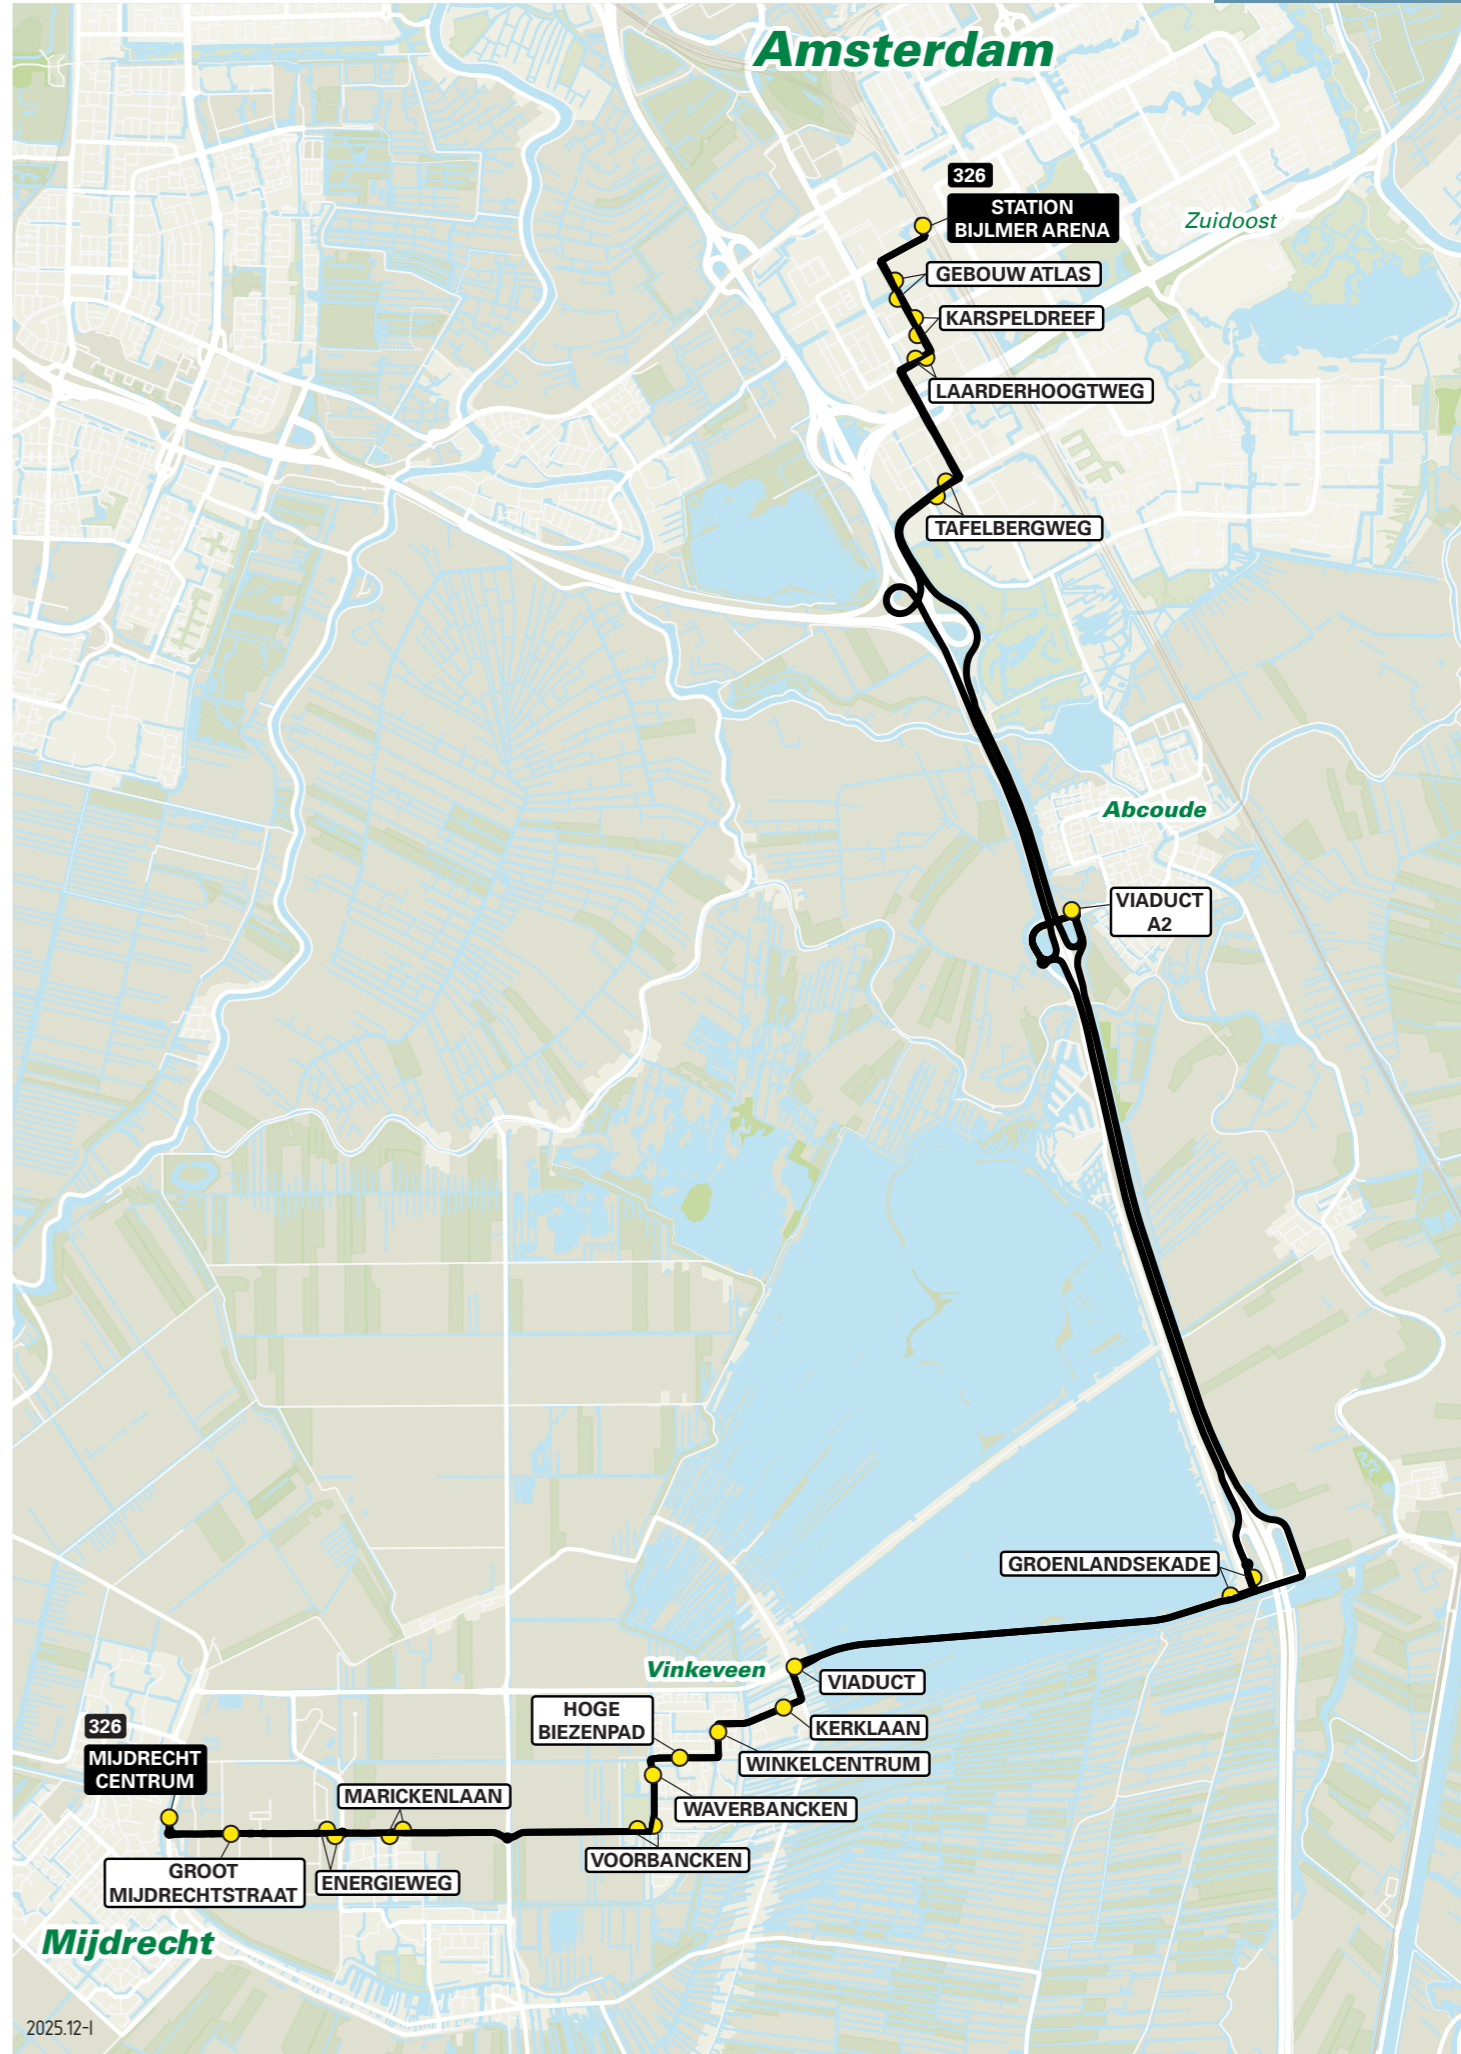 Amsterdam
326
STATION
BIJLMER ARENA
Zuidoost
GEBOUW ATLAS
KARSPELDREEF
LAARDERHOOGTWEG
TAFELBERGWEG
Abcoude
VIADUCT
A2
GROENLANDSEKADE
Vinkeveen
VIADUCT
HOGE
BIEZENPAD
KERKLAAN
326
MIJDRECHT
CENTRUM
WINKELCENTRUM
MARICKENLAAN
WAVERBANCKEN
VOORBANCKEN
GROOT
MIJDRECHTSTRAAT
ENERGIEWEG
Mijdrecht
2025.12-I